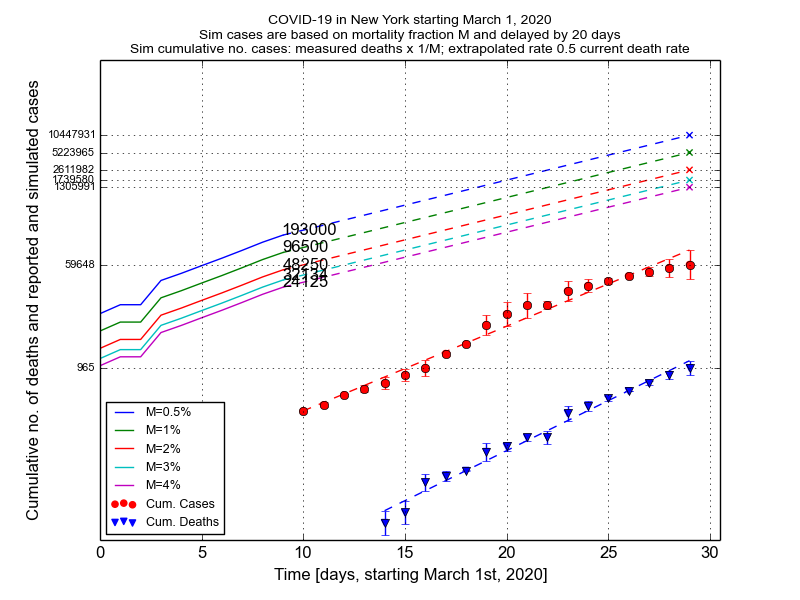 COVID-19 in New York starting March 1, 2020
Sim cases are based on mortality fraction M and delayed by 20 days
Sim cumulative no. cases: measured deaths x 1/M; extrapolated rate 0.5 current death rate
Cumulative no. of deaths and reported and simulated cases
10447931
5223965
2611982
1739580
1305991
59648
965
193000
96500
48250
24125
M=0.5%
M=1%
M=2%
M=3%
M=4%
Cum. Cases
Cum. Deaths
0 5 10 15 20 25 30
Time [days, starting March 1st, 2020]